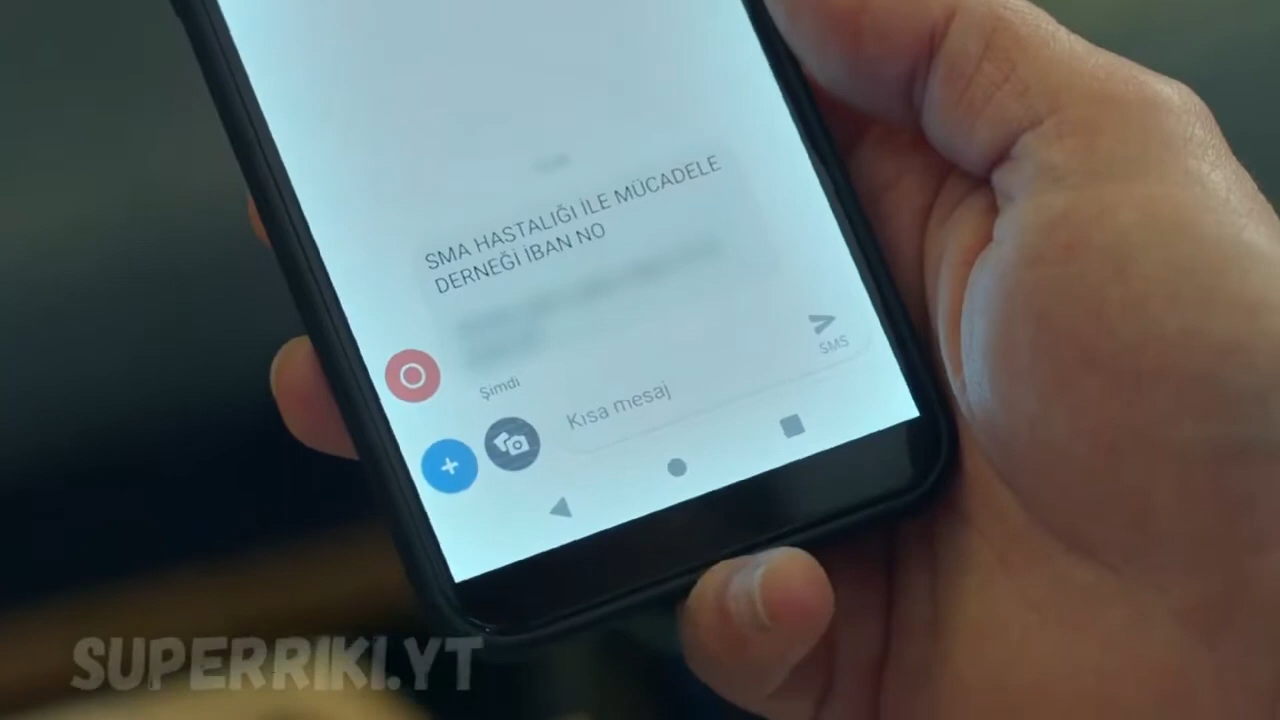 SMA HASTALIĞI İLE MÜCADELE
DERNEĞİ İBAN NO
Şimdi
Kısa mesaj
SMS
SUPERRIKI.YT